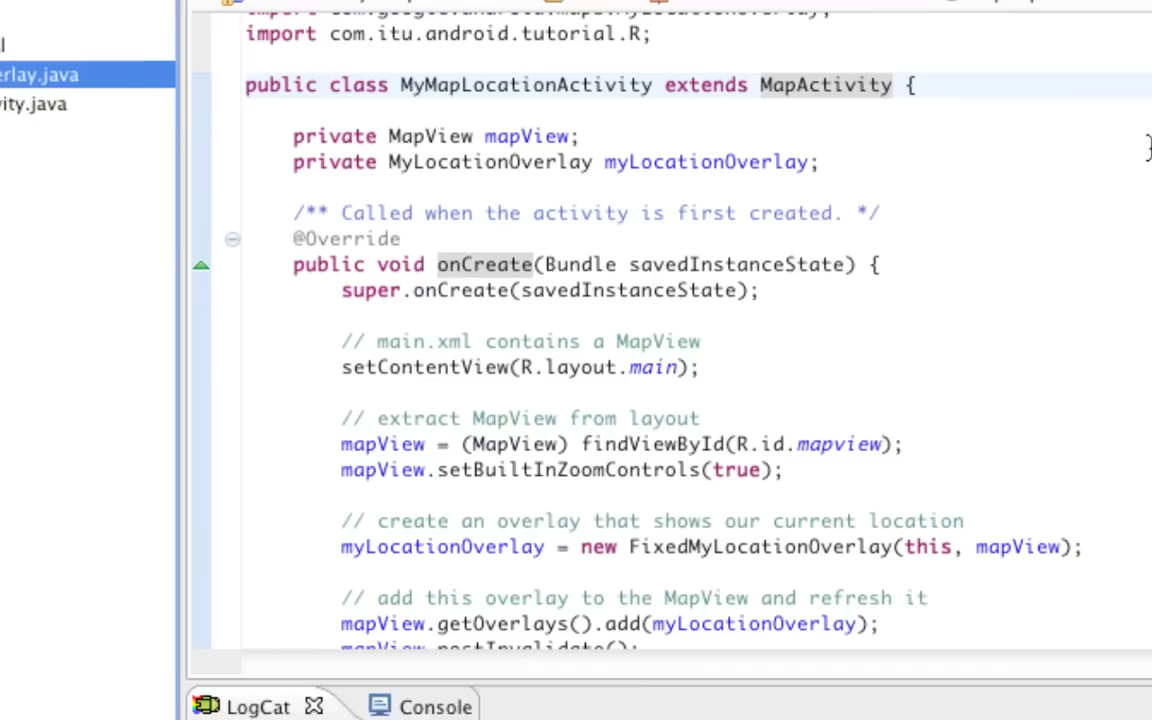 import com.itu.android.tutorial.R;
erlay.java
public class MyMapLocationActivity extends MapActivity {
vity.java
private MapView mapView;
}
private MyLocationOverlay myLocationOverlay;
/** Called when the activity is first created. */
@Override
public void onCreate(Bundle savedInstanceState) {
super.onCreate(savedInstanceState);
// main.xml contains a MapView
setContentView(R.layout.main);
// extract MapView from layout
mapView = (MapView) findViewById(R.id.mapview);
mapView.setBuiltInZoomControls(true);
// create an overlay that shows our current location
myLocationOverlay = new FixedMyLocationOverlay(this, mapView);
// add this overlay to the MapView and refresh it
mapView.getOverlays().add(myLocationOverlay);
mapView.postInvalidate();
LogCat
Console